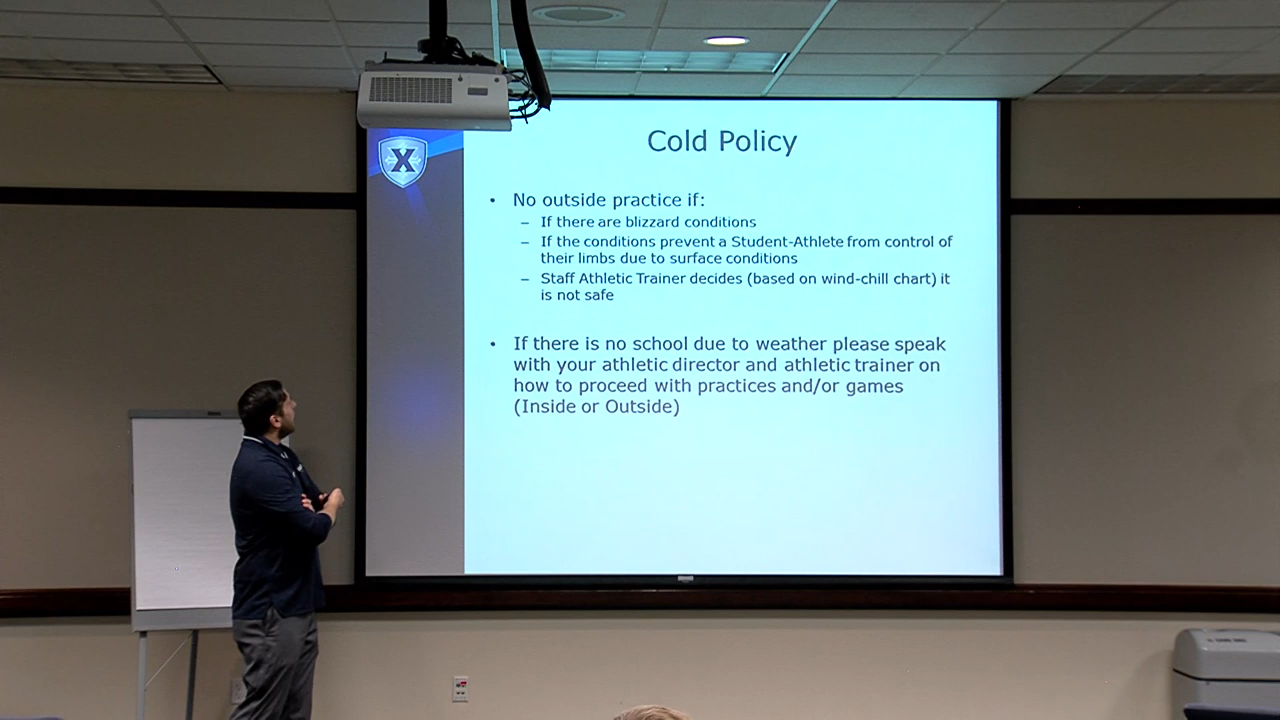 X
Cold Policy
• No outside practice if:
– If there are blizzard conditions
– If the conditions prevent a Student-Athlete from control of
their limbs due to surface conditions
– Staff Athletic Trainer decides (based on wind-chill chart) it
is not safe
• If there is no school due to weather please speak
with your athletic director and athletic trainer on
how to proceed with practices and/or games
(Inside or Outside)